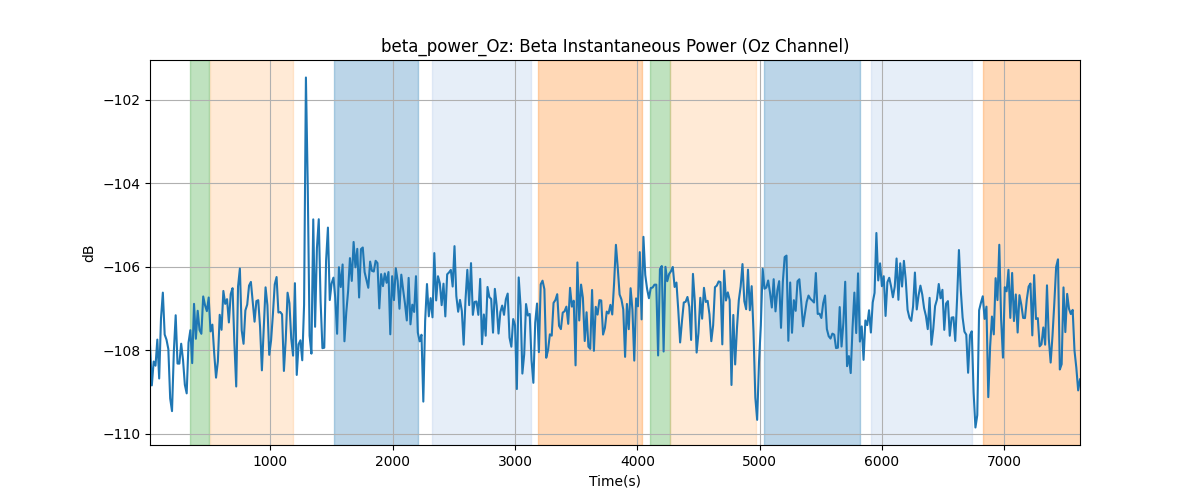 beta_power_Oz: Beta Instantaneous Power (Oz Channel)
−102
−104
−106
−108
−110
dB
1000 2000 3000 4000 5000 6000 7000
Time(s)